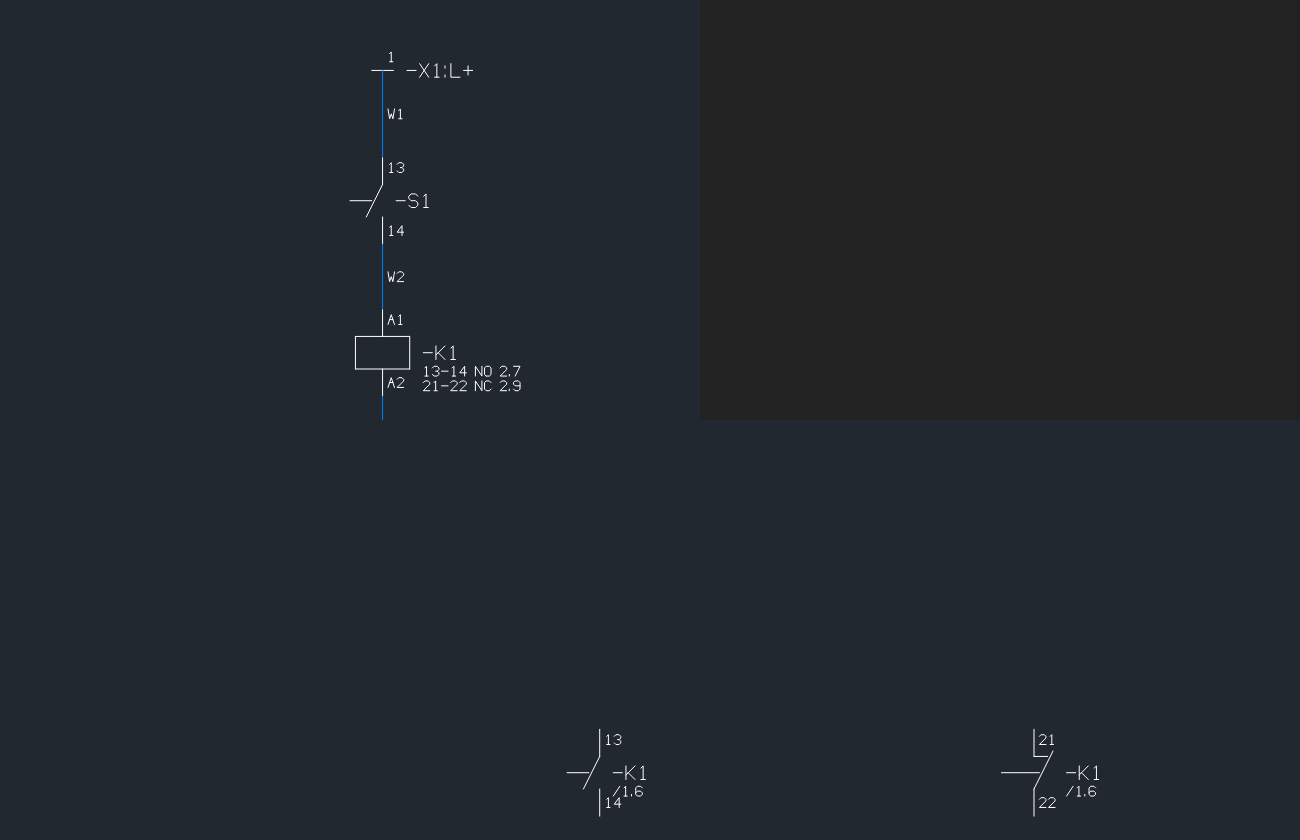 1
-X1:L+
W1
13
-S1
14
W2
A1
-K1
13-14 NO 2.7
A2
21-22 NC 2.9
13
-K1
/1.6
14
21
-K1
/1.6
22